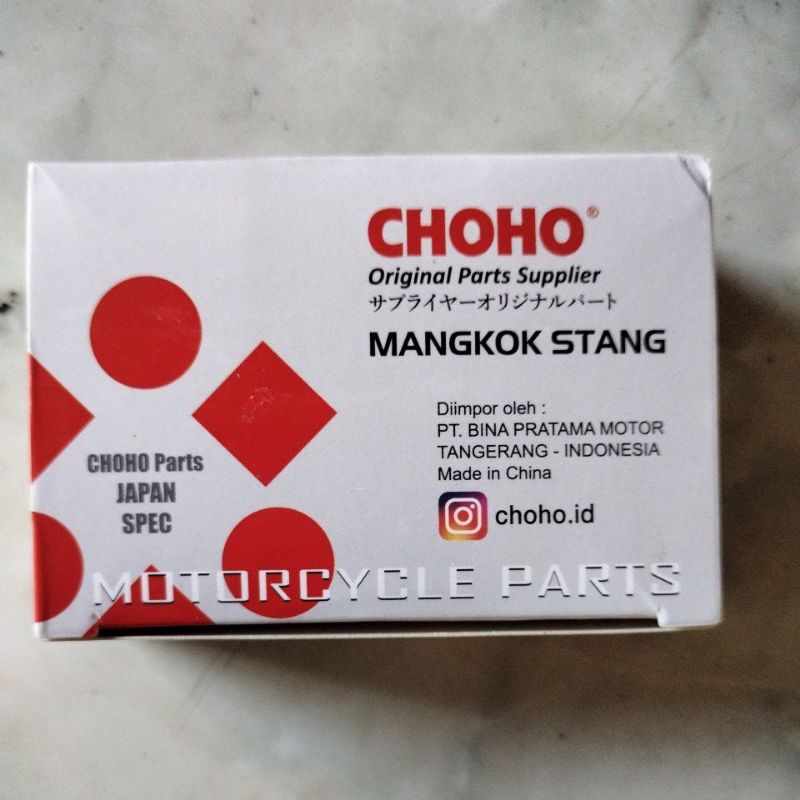 CHOHO®
Original Parts Supplier
サプライヤーオリジナルパート
MANGKOK STANG
Diimpor oleh :
PT. BINA PRATAMA MOTOR
TANGERANG - INDONESIA
Made in China
choho.id
CHOHO Parts
JAPAN
SPEC
MOTORCYCLE PARTS